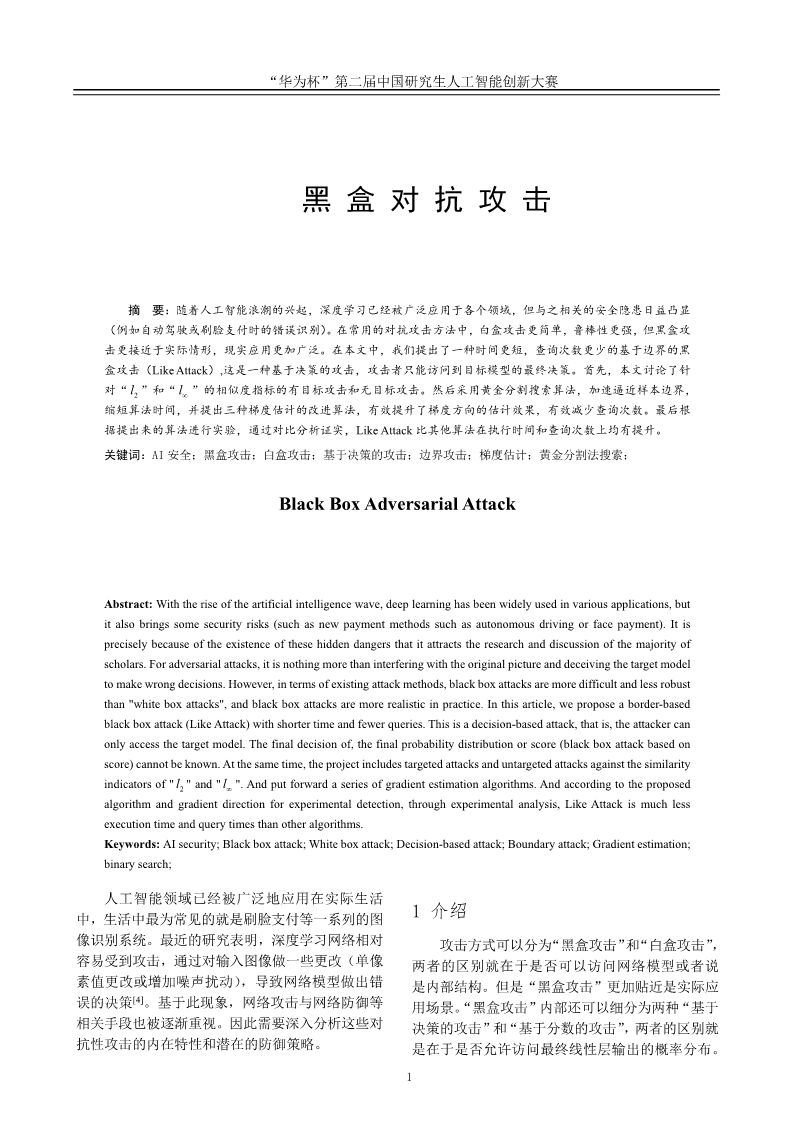 “华为杯”第二届中国研究生人工智能创新大赛
黑 盒 对 抗 攻 击
摘 要：随着人工智能浪潮的兴起，深度学习已经被广泛应用于各个领域，但与之相关的安全隐患日益凸显
（例如自动驾驶或刷脸支付时的错误识别）。在常用的对抗攻击方法中，白盒攻击更简单，鲁棒性更强，但黑盒攻
击更接近于实际情形，现实应用更加广泛。在本文中，我们提出了一种时间更短，查询次数更少的基于边界的黑
盒攻击（Like Attack）,这是一种基于决策的攻击，攻击者只能访问到目标模型的最终决策。首先，本文讨论了针
对“l₂”和“l∞”的相似度指标的有目标攻击和无目标攻击。然后采用黄金分割搜索算法，加速逼近样本边界，
缩短算法时间，并提出三种梯度估计的改进算法，有效提升了梯度方向的估计效果，有效减少查询次数。最后根
据提出来的算法进行实验，通过对比分析证实，Like Attack 比其他算法在执行时间和查询次数上均有提升。
关键词：AI 安全；黑盒攻击；白盒攻击；基于决策的攻击；边界攻击；梯度估计；黄金分割法搜索；
Black Box Adversarial Attack
Abstract: With the rise of the artificial intelligence wave, deep learning has been widely used in various applications, but
it also brings some security risks (such as new payment methods such as autonomous driving or face payment). It is
precisely because of the existence of these hidden dangers that it attracts the research and discussion of the majority of
scholars. For adversarial attacks, it is nothing more than interfering with the original picture and deceiving the target model
to make wrong decisions. However, in terms of existing attack methods, black box attacks are more difficult and less robust
than "white box attacks", and black box attacks are more realistic in practice. In this article, we propose a border-based
black box attack (Like Attack) with shorter time and fewer queries. This is a decision-based attack, that is, the attacker can
only access the target model. The final decision of, the final probability distribution or score (black box attack based on
score) cannot be known. At the same time, the project includes targeted attacks and untargeted attacks against the similarity
indicators of "l₂" and "l∞". And put forward a series of gradient estimation algorithms. And according to the proposed
algorithm and gradient direction for experimental detection, through experimental analysis, Like Attack is much less
execution time and query times than other algorithms.
Keywords: AI security; Black box attack; White box attack; Decision-based attack; Boundary attack; Gradient estimation;
binary search;
人工智能领域已经被广泛地应用在实际生活
中，生活中最为常见的就是刷脸支付等一系列的图
像识别系统。最近的研究表明，深度学习网络相对
容易受到攻击，通过对输入图像做一些更改（单像
素值更改或增加噪声扰动），导致网络模型做出错
误的决策[4]。基于此现象，网络攻击与网络防御等
相关手段也被逐渐重视。因此需要深入分析这些对
抗性攻击的内在特性和潜在的防御策略。
1 介绍
攻击方式可以分为“黑盒攻击”和“白盒攻击”，
两者的区别就在于是否可以访问网络模型或者说
是内部结构。但是“黑盒攻击”更加贴近是实际应
用场景。“黑盒攻击”内部还可以细分为两种“基于
决策的攻击”和“基于分数的攻击”，两者的区别就
是在于是否允许访问最终线性层输出的概率分布。
1